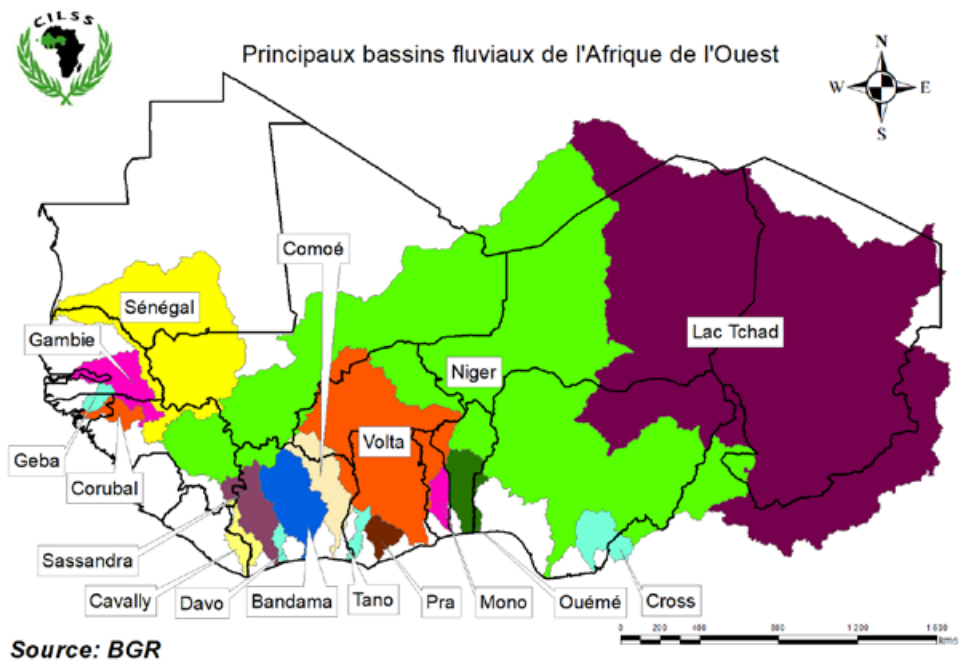 CILSS
Principaux bassins fluviaux de l'Afrique de l'Ouest
N
W
E
S
Comoé
Sénégal
Gambie
Lac Tchad
Niger
Volta
Geba
Corubal
Sassandra
Cavally
Davo
Bandama
Tano
Pra
Mono
Ouémé
Cross
0 200 400 800 1 200 1 600
kms
Source: BGR